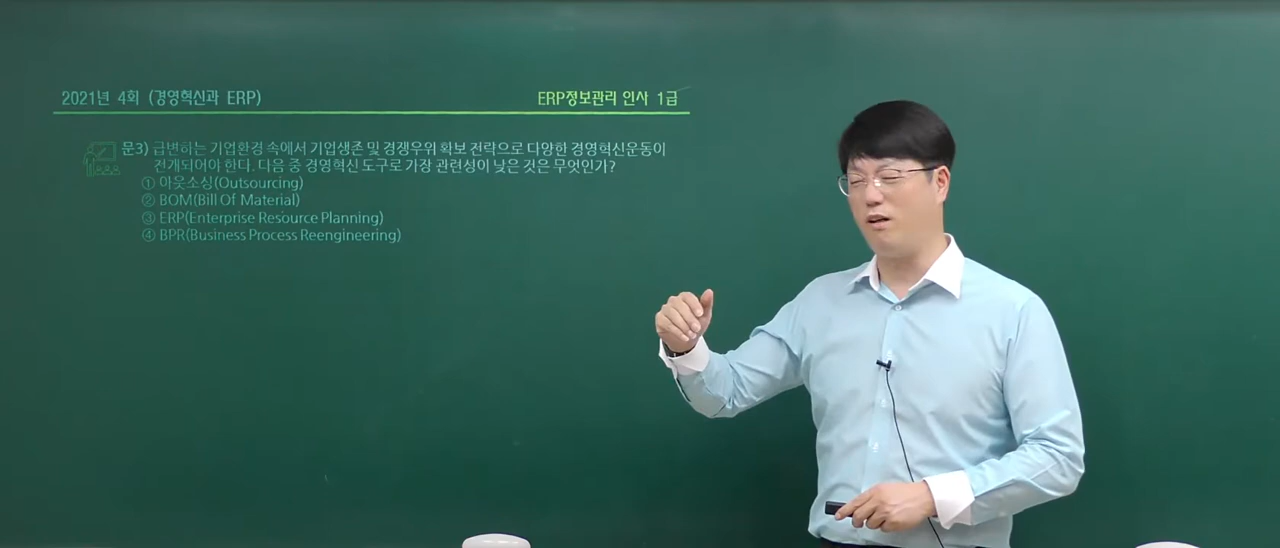 2021년 4회 (경영혁신과 ERP)
ERP정보관리 인사 1급
문3) 급변하는 기업환경 속에서 기업생존 및 경쟁우위 확보 전략으로 다양한 경영혁신운동이
전개되어야 한다. 다음 중 경영혁신 도구로 가장 관련성이 낮은 것은 무엇인가?
① 아웃소싱(Outsourcing)
② BOM(Bill Of Material)
③ ERP(Enterprise Resource Planning)
④ BPR(Business Process Reengineering)